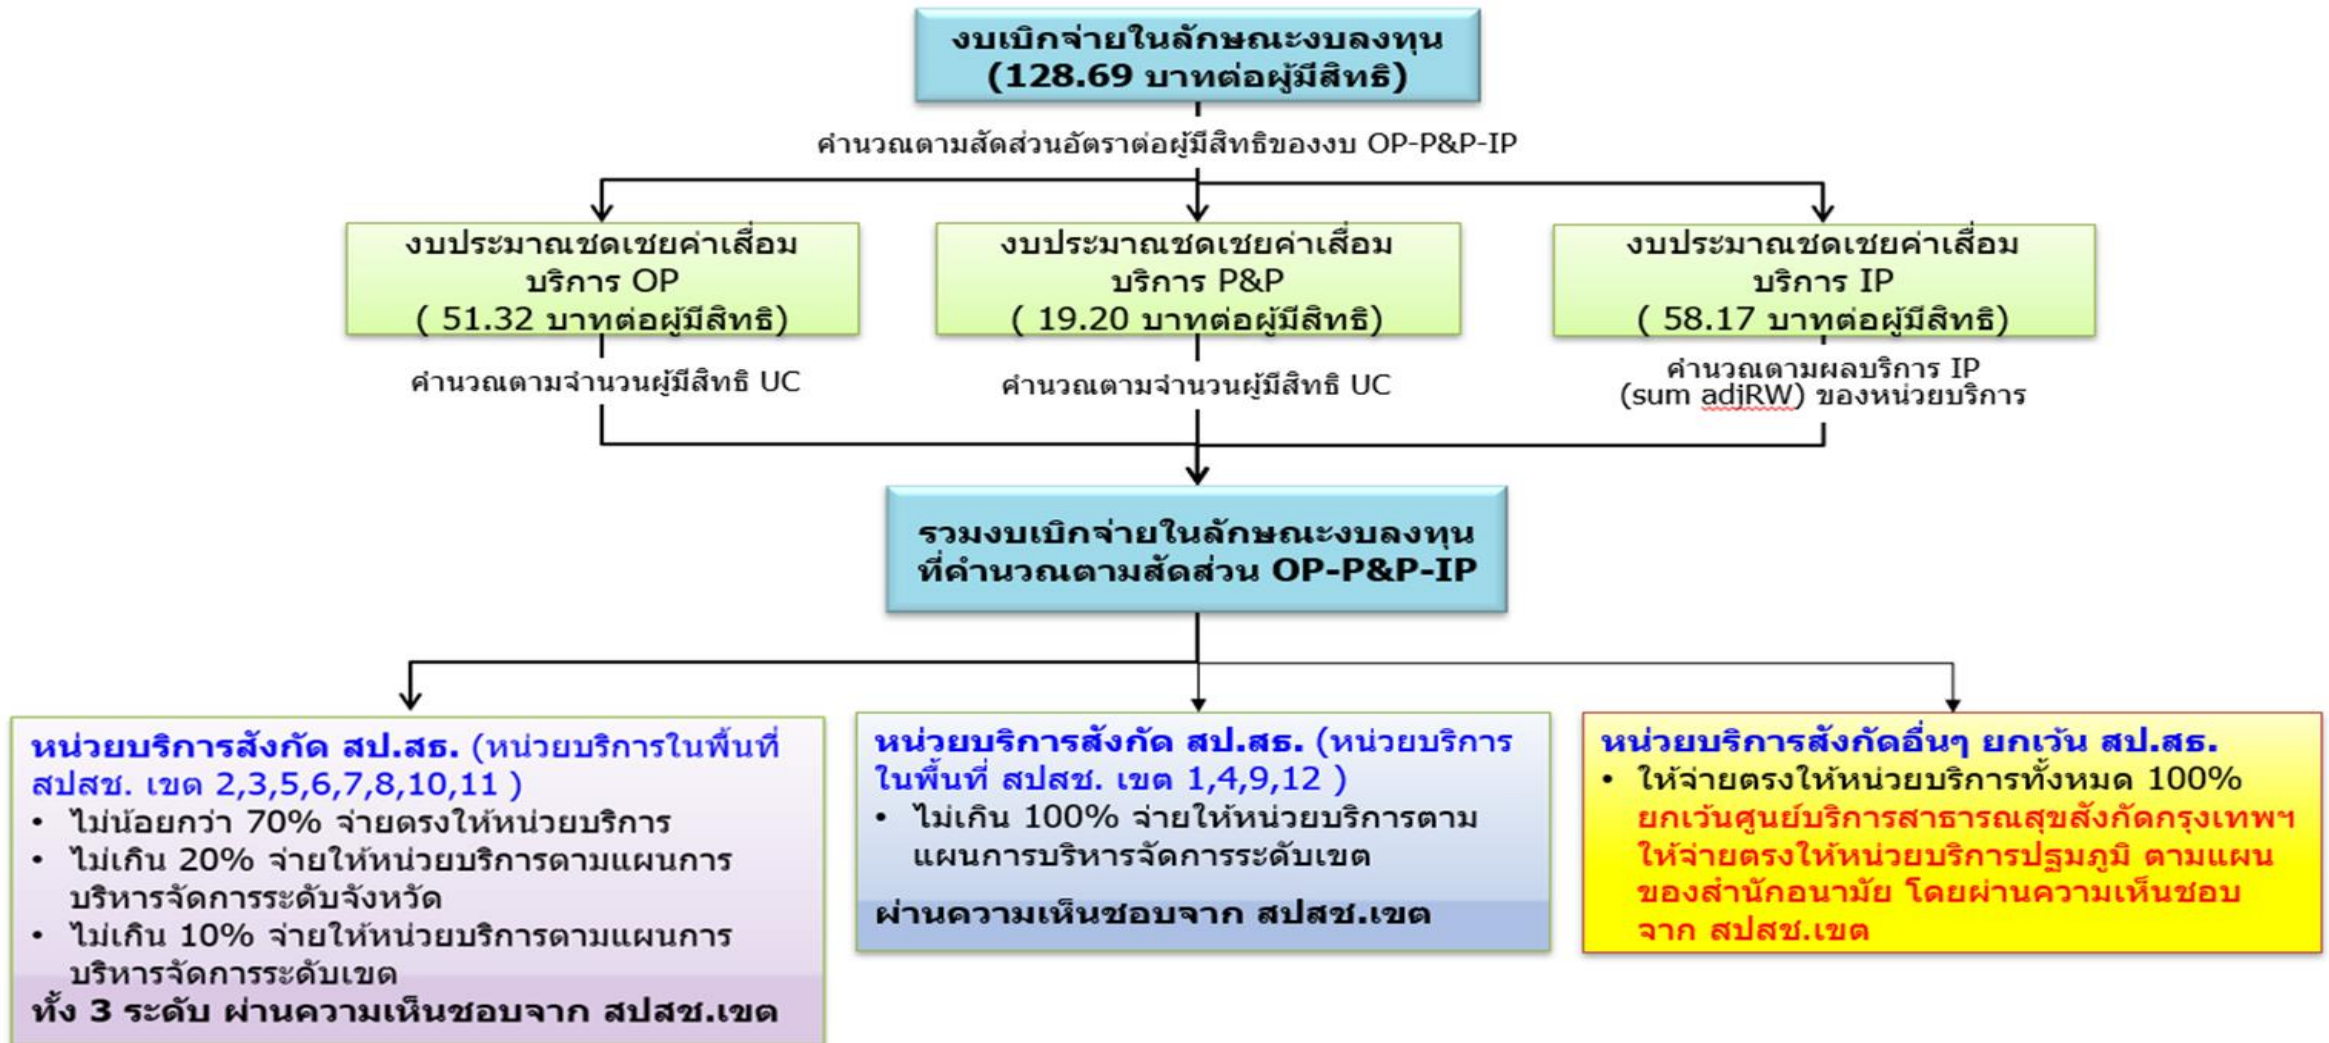 งบเบิกจ่ายในลักษณะงบลงทุน
(128.69 บาทต่อผู้มีสิทธิ)
คำนวณตามสัดส่วนอัตราต่อผู้มีสิทธิของงบ OP-P&P-IP
งบประมาณชดเชยค่าเสื่อม
บริการ OP
( 51.32 บาทต่อผู้มีสิทธิ)
งบประมาณชดเชยค่าเสื่อม
บริการ P&P
( 19.20 บาทต่อผู้มีสิทธิ)
งบประมาณชดเชยค่าเสื่อม
บริการ IP
( 58.17 บาทต่อผู้มีสิทธิ)
คำนวณตามจำนวนผู้มีสิทธิ UC
คำนวณตามจำนวนผู้มีสิทธิ UC
คำนวณตามผลบริการ IP
(sum adjRW) ของหน่วยบริการ
รวมงบเบิกจ่ายในลักษณะงบลงทุน
ที่คำนวณตามสัดส่วน OP-P&P-IP
หน่วยบริการสังกัด สป.สธ. (หน่วยบริการในพื้นที่
สปสช. เขต 2,3,5,6,7,8,10,11 )
• ไม่น้อยกว่า 70% จ่ายตรงให้หน่วยบริการ
• ไม่เกิน 20% จ่ายให้หน่วยบริการตามแผนการ
บริหารจัดการระดับจังหวัด
• ไม่เกิน 10% จ่ายให้หน่วยบริการตามแผนการ
บริหารจัดการระดับเขต
ทั้ง 3 ระดับ ผ่านความเห็นชอบจาก สปสช.เขต
หน่วยบริการสังกัด สป.สธ. (หน่วยบริการ
ในพื้นที่ สปสช. เขต 1,4,9,12 )
• ไม่เกิน 100% จ่ายให้หน่วยบริการตาม
แผนการบริหารจัดการระดับเขต
ผ่านความเห็นชอบจาก สปสช.เขต
หน่วยบริการสังกัดอื่นๆ ยกเว้น สป.สธ.
• ให้จ่ายตรงให้หน่วยบริการทั้งหมด 100%
ยกเว้นศูนย์บริการสาธารณสุขสังกัดกรุงเทพฯ
ให้จ่ายตรงให้หน่วยบริการปฐมภูมิ ตามแผน
ของสำนักอนามัย โดยผ่านความเห็นชอบ
จาก สปสช.เขต